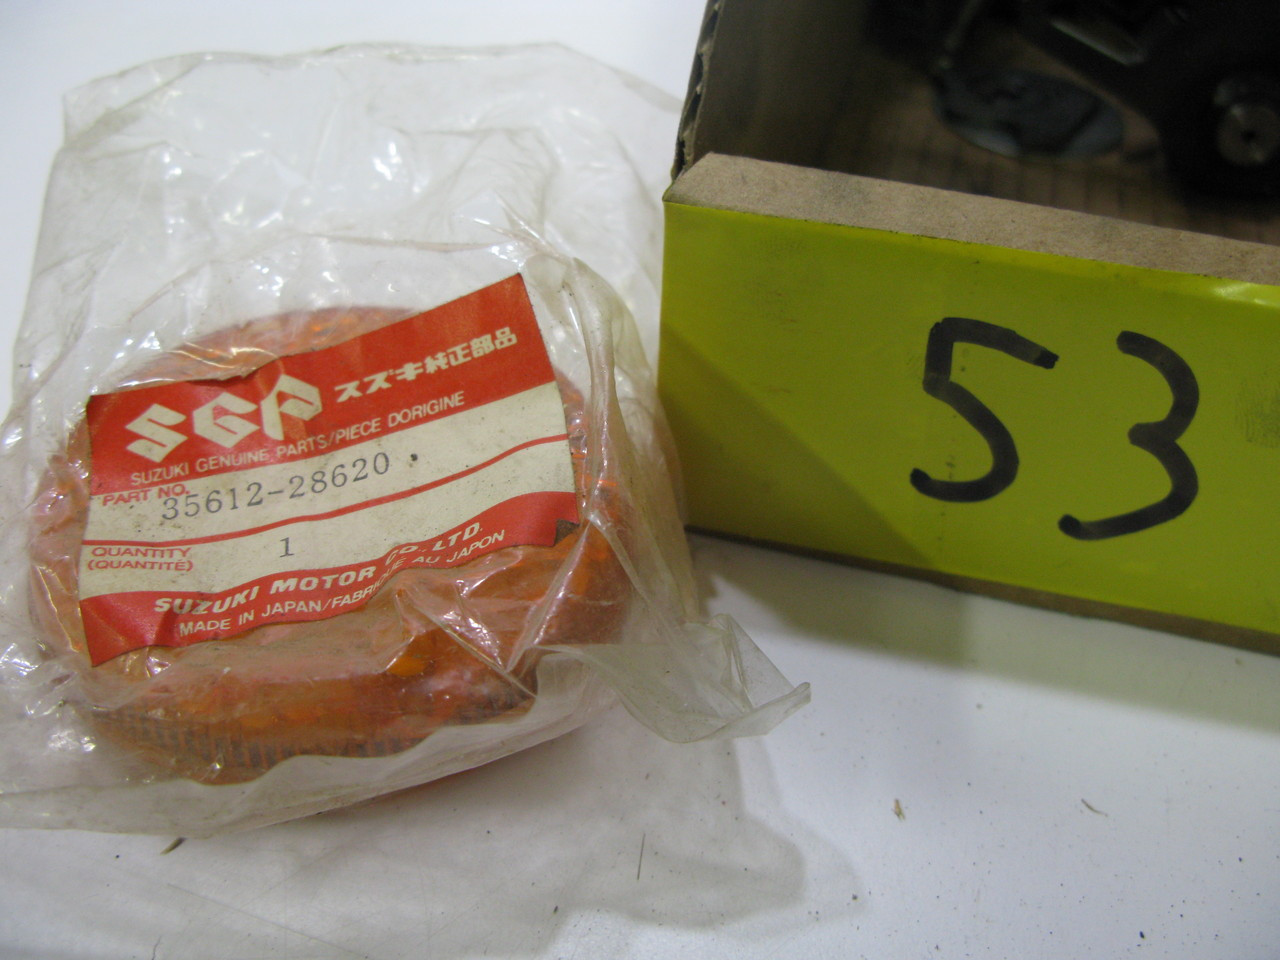 SGP スズキ純正部品
SUZUKI GENUINE PARTS/PIECE DORIGINE
PART NO.
35612-28620
QUANTITY
(QUANTITÉ)
1
SUZUKI MOTOR CO., LTD.
MADE IN JAPAN/FABRIQUE AU JAPON
53